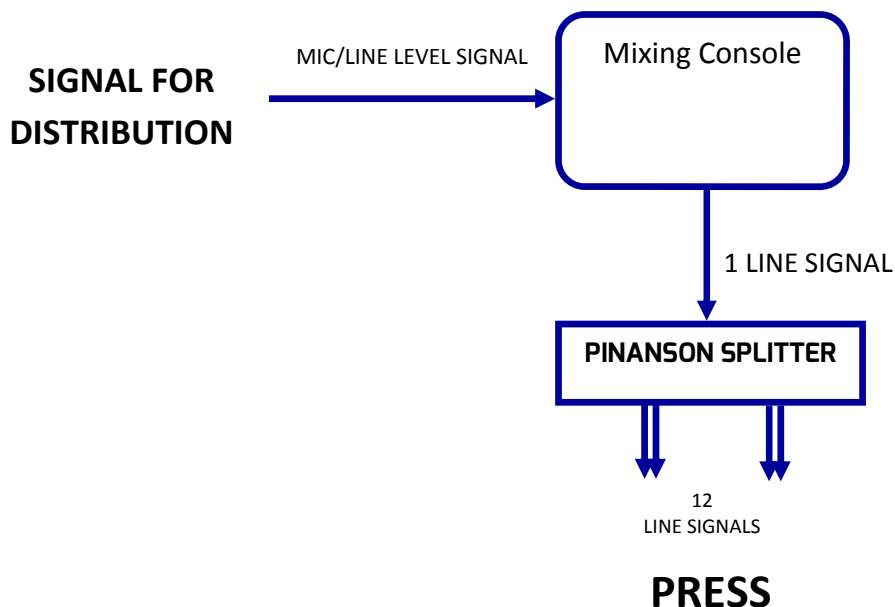 SIGNAL FOR
DISTRIBUTION
MIC/LINE LEVEL SIGNAL
Mixing Console
1 LINE SIGNAL
PINANSON SPLITTER
12
LINE SIGNALS
PRESS